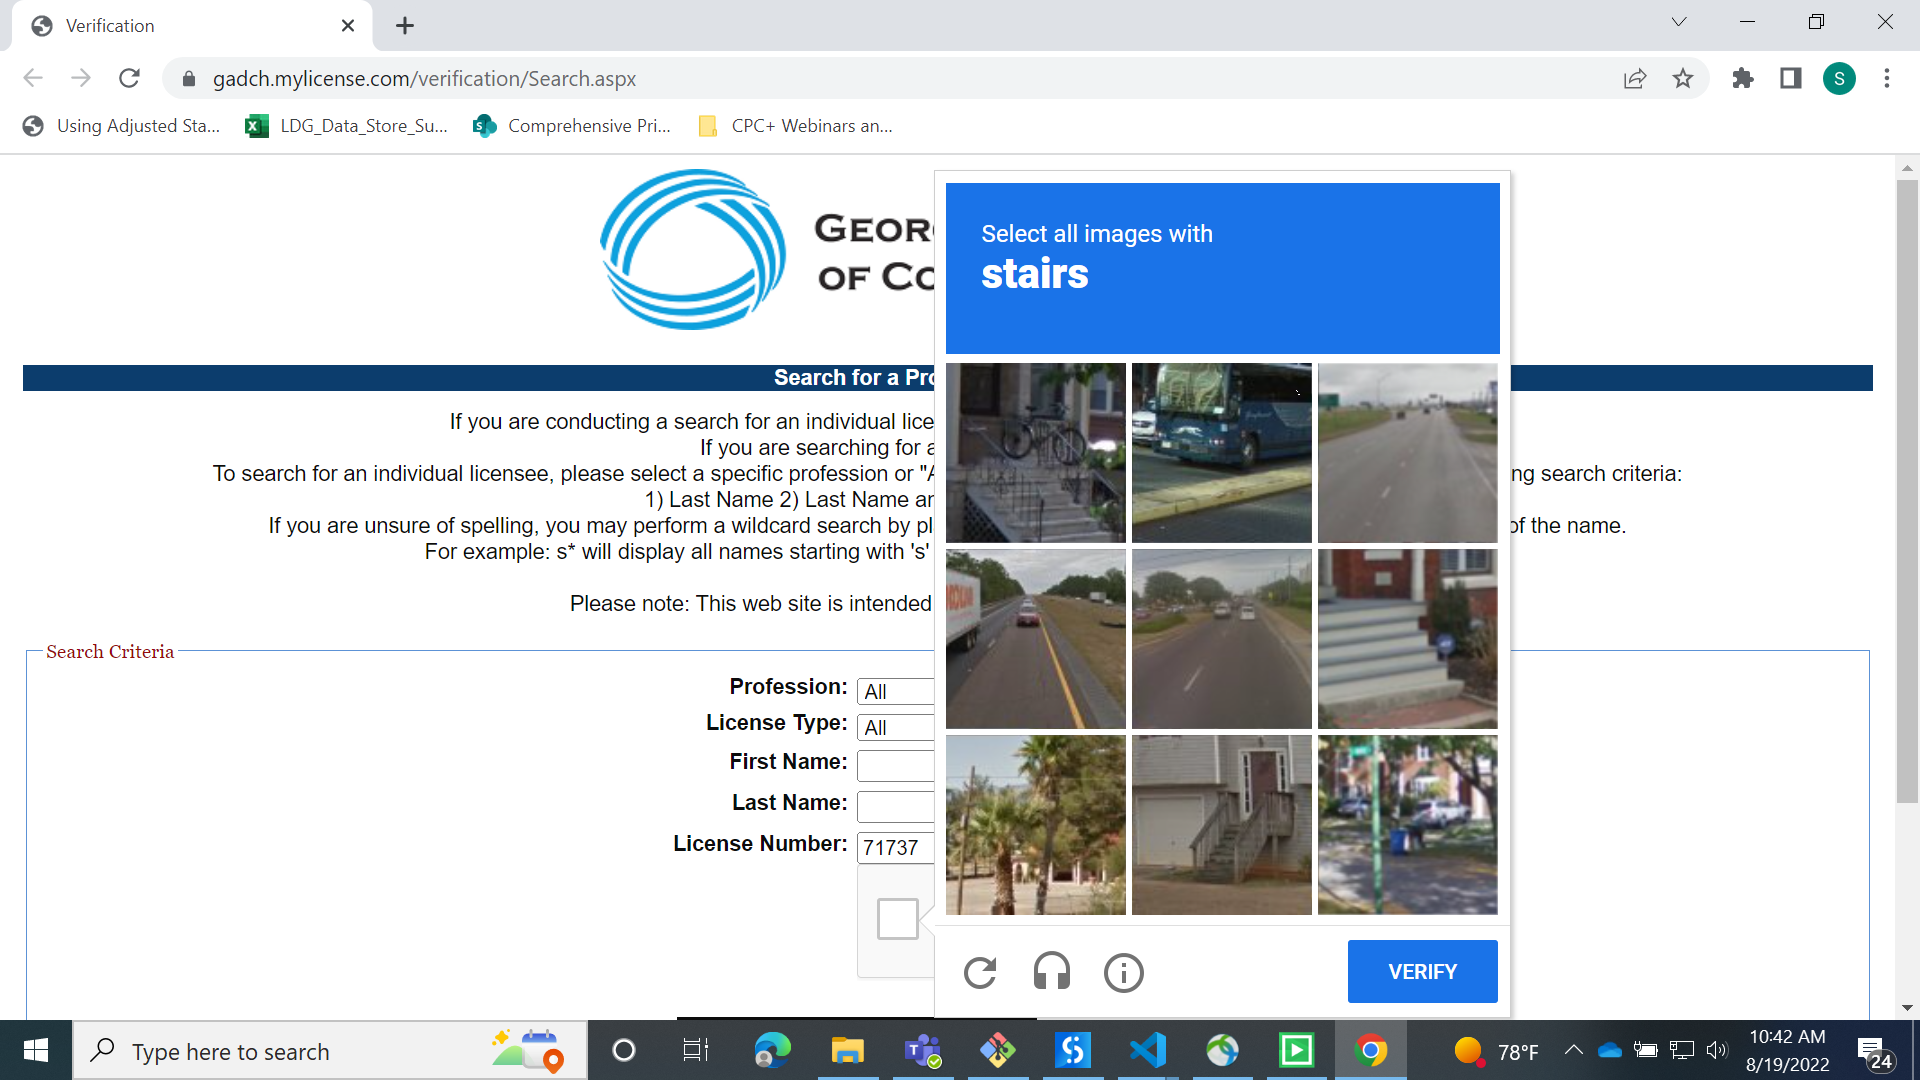 Verification
gadch.mylicense.com/verification/Search.aspx
S
Using Adjusted Sta...
LDG_Data_Store_Su...
Comprehensive Pri...
CPC+ Webinars an...
GEOR
OF CO
Search for a Pro
If you are conducting a search for an individual lice
If you are searching for a
To search for an individual licensee, please select a specific profession or "A
ng search criteria:
1) Last Name 2) Last Name an
If you are unsure of spelling, you may perform a wildcard search by pl
of the name.
For example: s* will display all names starting with 's'
Please note: This web site is intended
Search Criteria
Profession:
All
License Type:
All
First Name:
Last Name:
License Number:
71737
Select all images with
stairs
VERIFY
Type here to search
78°F
10:42 AM
8/19/2022
24